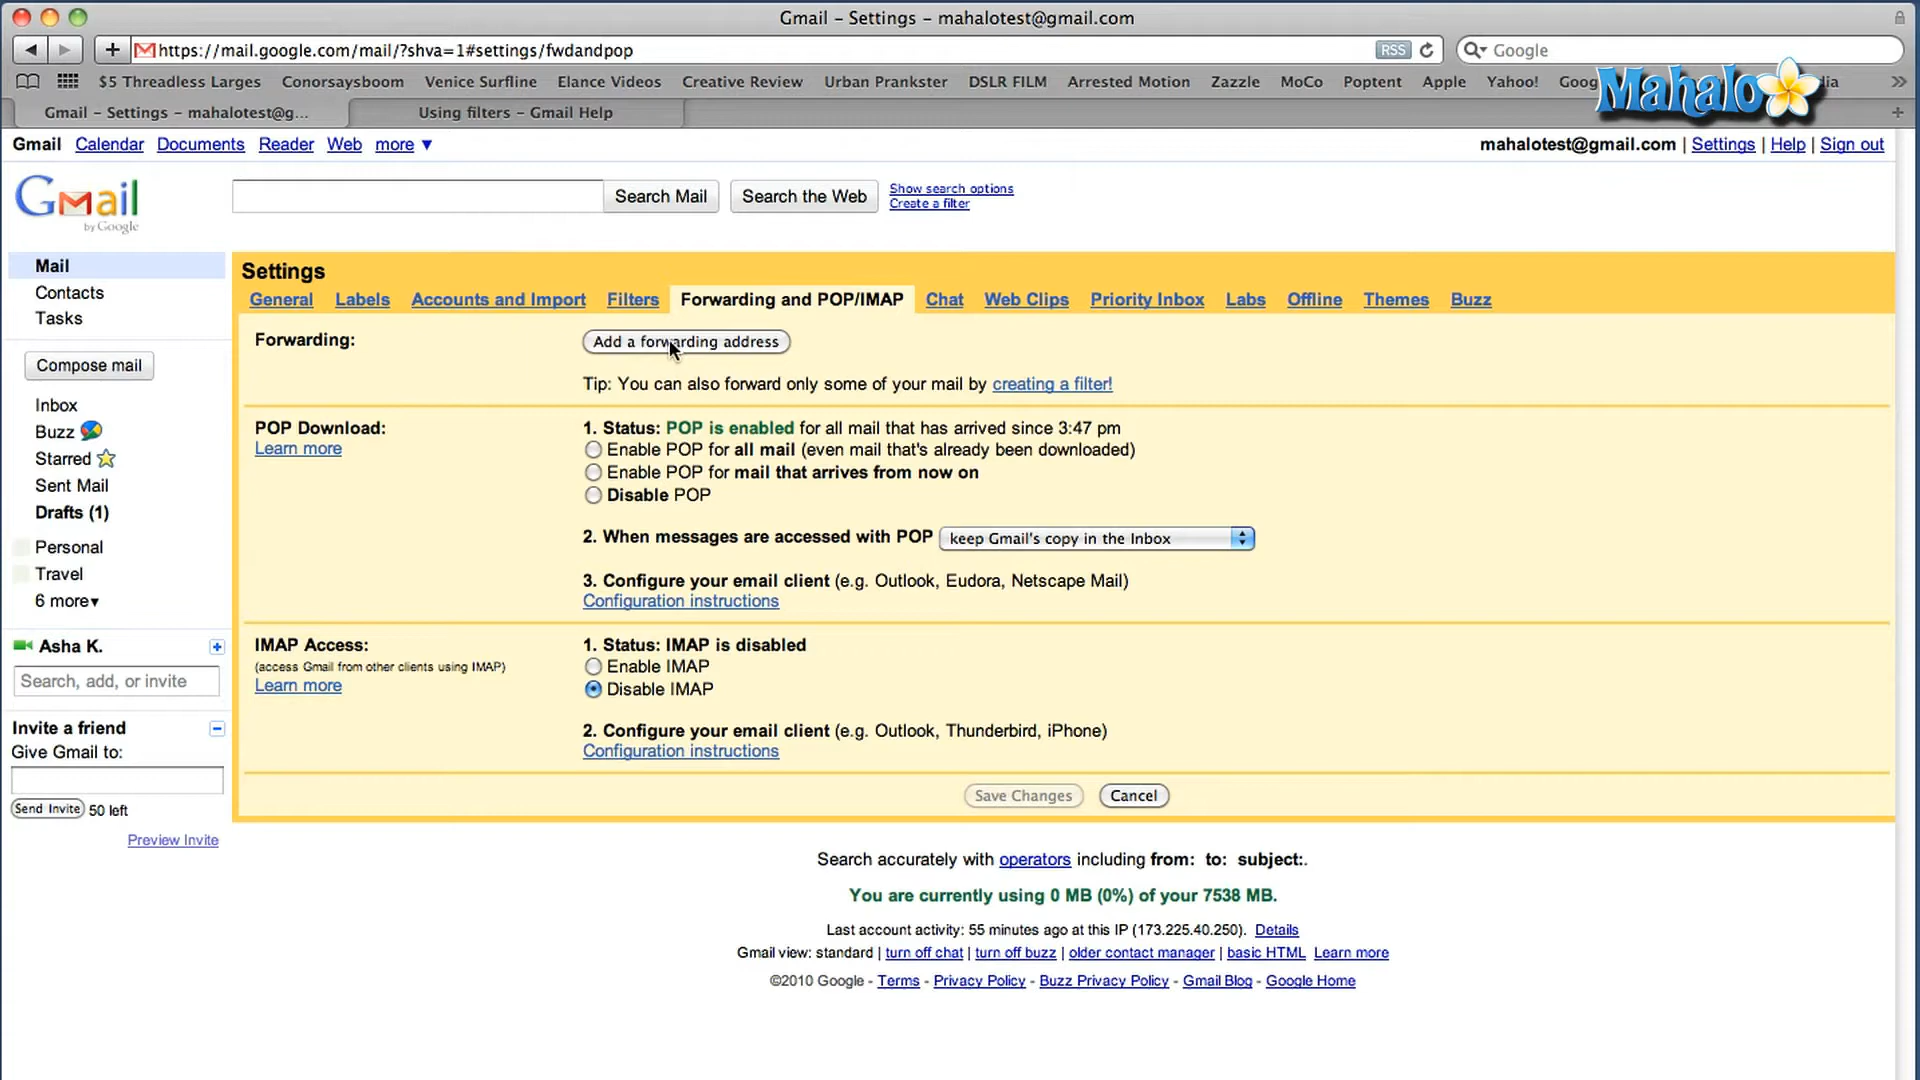 Gmail – Settings – mahalotest@gmail.com
https://mail.google.com/mail/?shva=1#settings/fwdandpop
RSS
Google
$5 Threadless Larges Conorsaysboom Venice Surfline Elance Videos Creative Review Urban Prankster DSLR FILM Arrested Motion Zazzle MoCo Poptent Apple Yahoo!
Mahalo
Gmail – Settings – mahalotest@g...
Using filters – Gmail Help
Gmail Calendar Documents Reader Web more ▼
mahalotest@gmail.com | Settings | Help | Sign out
Gmail
by Google
Search Mail
Search the Web
Show search options
Create a filter
Mail
Contacts
Tasks
Compose mail
Inbox
Buzz
Starred
Sent Mail
Drafts (1)
Personal
Travel
6 more▾
Asha K.
Search, add, or invite
Invite a friend
Give Gmail to:
Send Invite 50 left
Preview Invite
Settings
General Labels Accounts and Import Filters Forwarding and POP/IMAP Chat Web Clips Priority Inbox Labs Offline Themes Buzz
Forwarding:
Add a forwarding address
Tip: You can also forward only some of your mail by creating a filter!
POP Download:
Learn more
1. Status: POP is enabled for all mail that has arrived since 3:47 pm
Enable POP for all mail (even mail that's already been downloaded)
Enable POP for mail that arrives from now on
Disable POP
2. When messages are accessed with POP keep Gmail's copy in the Inbox
3. Configure your email client (e.g. Outlook, Eudora, Netscape Mail)
Configuration instructions
IMAP Access:
(access Gmail from other clients using IMAP)
Learn more
1. Status: IMAP is disabled
Enable IMAP
Disable IMAP
2. Configure your email client (e.g. Outlook, Thunderbird, iPhone)
Configuration instructions
Save Changes
Cancel
Search accurately with operators including from: to: subject:.
You are currently using 0 MB (0%) of your 7538 MB.
Last account activity: 55 minutes ago at this IP (173.225.40.250). Details
Gmail view: standard | turn off chat | turn off buzz | older contact manager | basic HTML Learn more
©2010 Google - Terms - Privacy Policy - Buzz Privacy Policy - Gmail Blog - Google Home